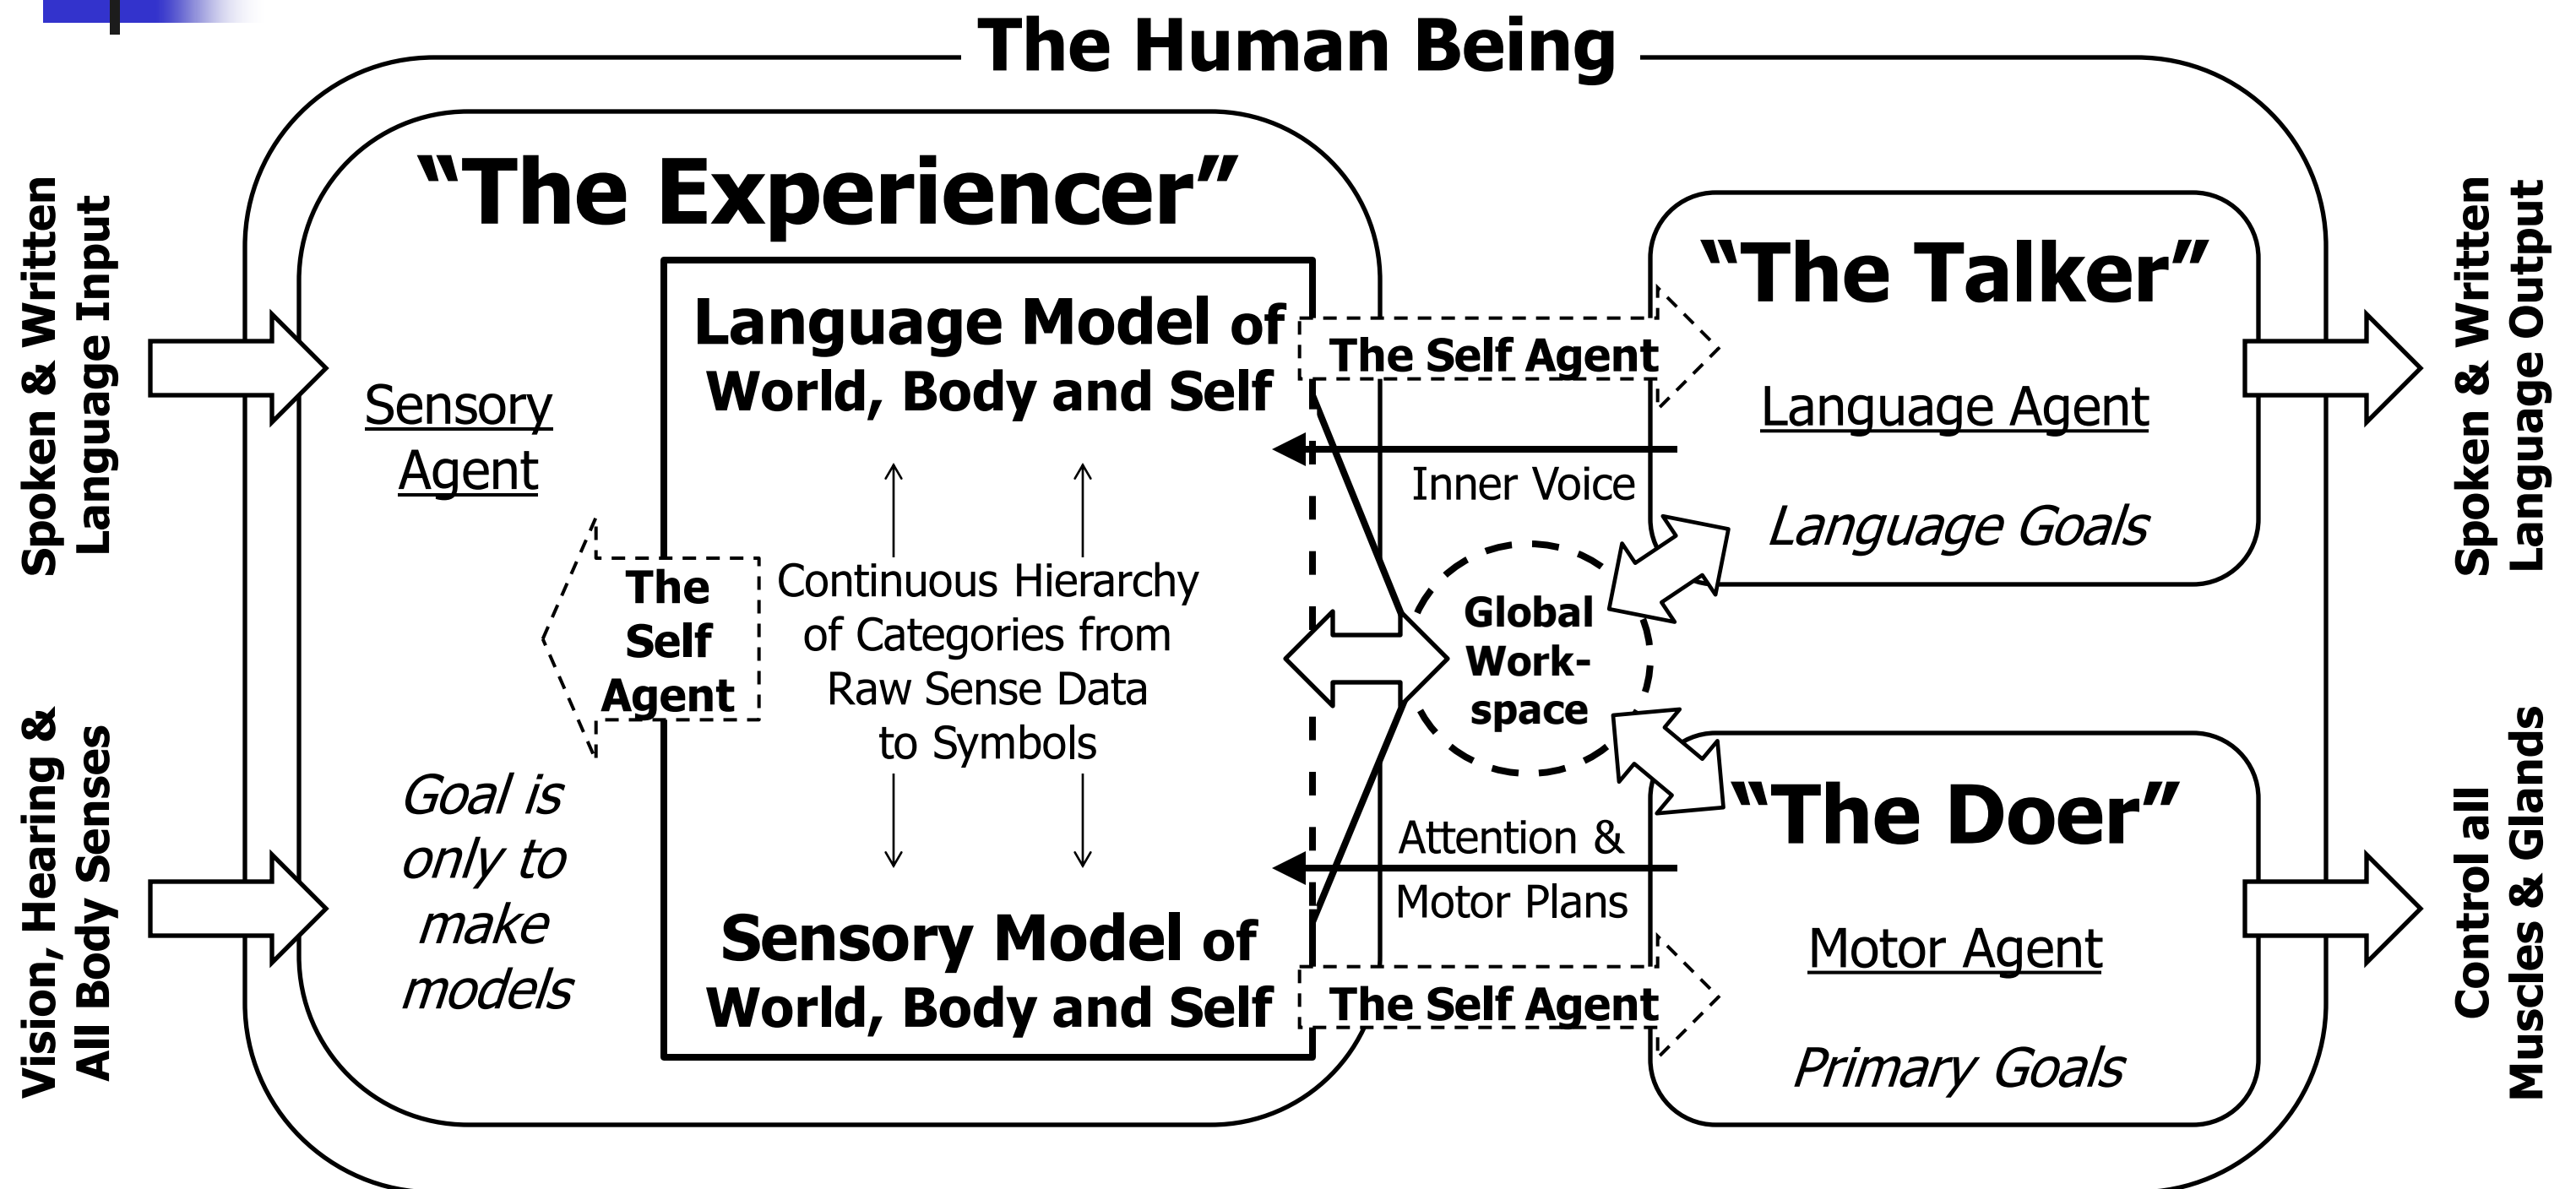 The Human Being
Spoken & Written
Language Input
Vision, Hearing &
All Body Senses
“The Experiencer”
Sensory
Agent
Goal is
only to
make
models
The
Self
Agent
Language Model of
World, Body and Self
Continuous Hierarchy
of Categories from
Raw Sense Data
to Symbols
Sensory Model of
World, Body and Self
The Self Agent
Inner Voice
Global
Work-
space
Attention &
Motor Plans
The Self Agent
“The Talker”
Language Agent
Language Goals
“The Doer”
Motor Agent
Primary Goals
Spoken & Written
Language Output
Control all
Muscles & Glands